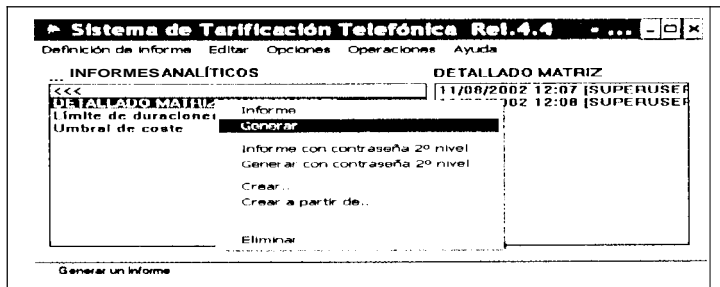 Sistema de Tarificación Telefónica Rel.4.4 - ...
Definición de informe Editar Opciones Operaciones Ayuda
... INFORMES ANALÍTICOS
DETALLADO MATRIZ
<<<
DETALLADO MATRIZ
Límite de duraciones
Umbral de coste
11/08/2002 12:07 [SUPERUSER
002 12:08 [SUPERUSER
Informe
Generar
Informe con contraseña 2º nivel
Generar con contraseña 2º nivel
Crear..
Crear a partir de..
Eliminar
Generar un informe